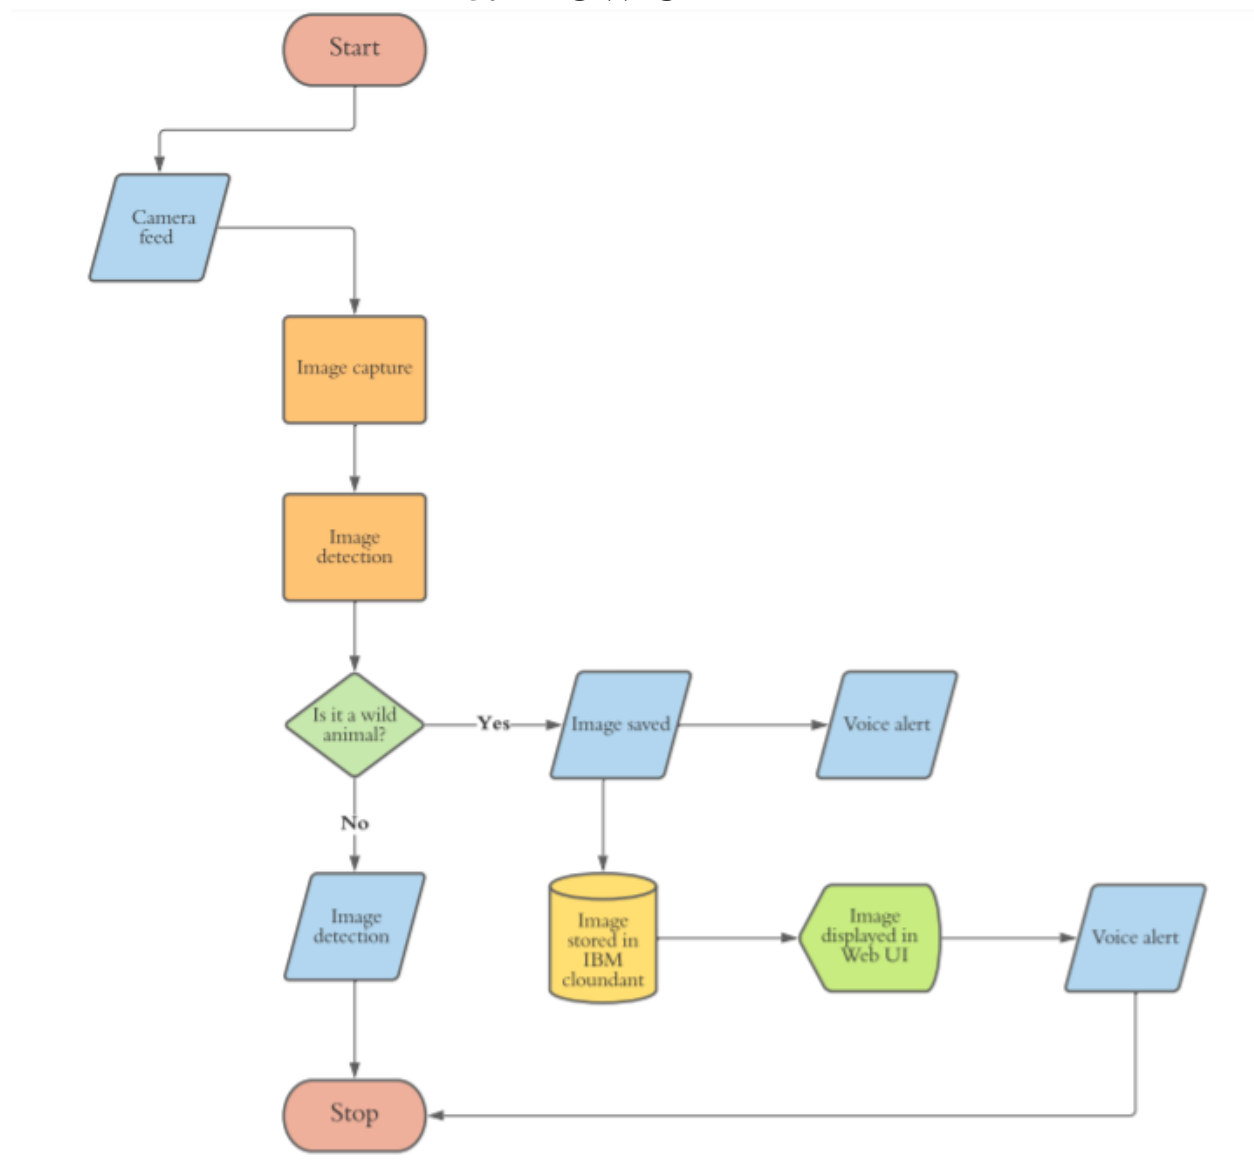 Start
Camera
feed
Image capture
Image
detection
Is it a wild
animal?
Yes
Image saved
Voice alert
No
Image
detection
Image
stored in
IBM
cloundant
Image
displayed in
Web UI
Voice alert
Stop